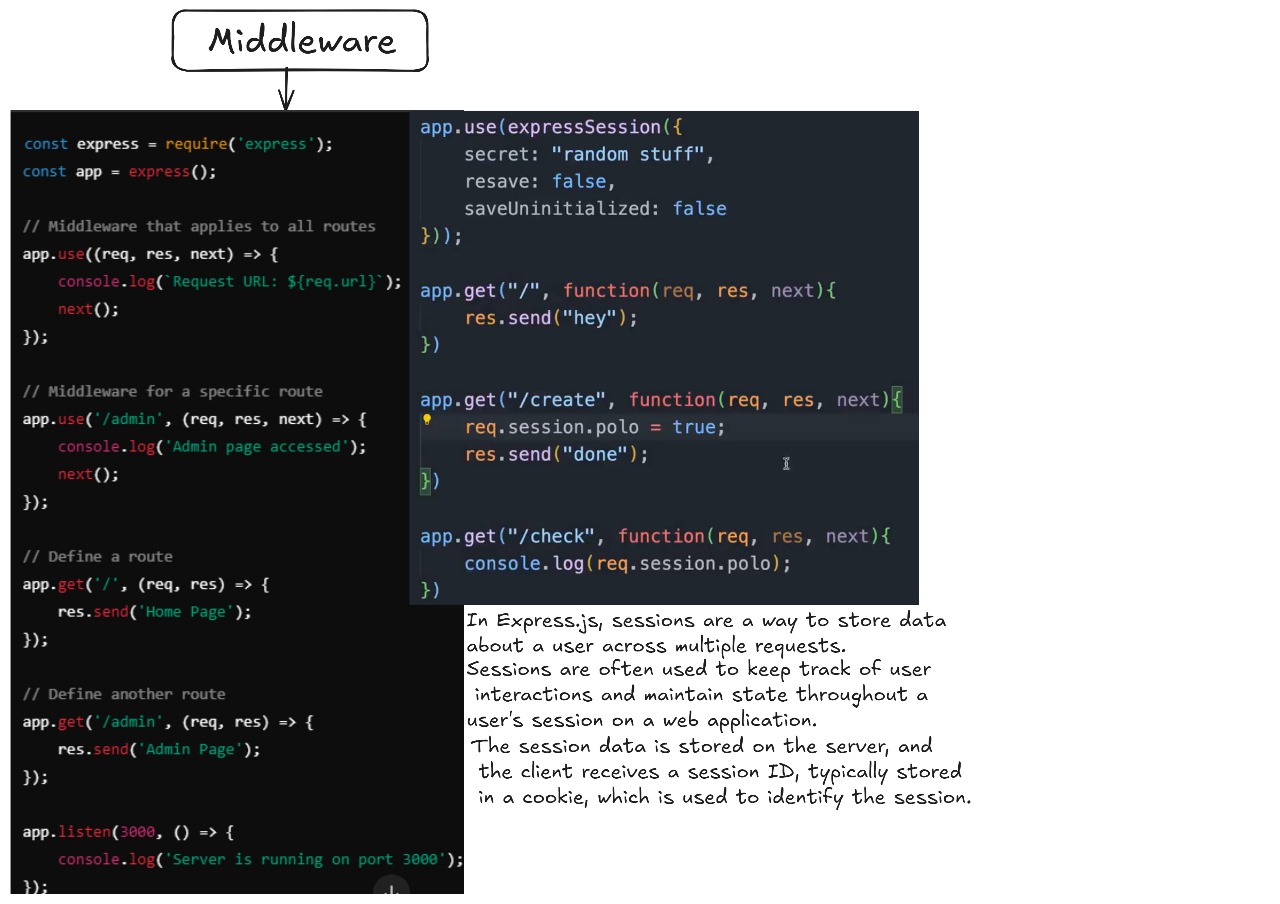 Middleware
const express = require('express');
const app = express();
// Middleware that applies to all routes
app.use((req, res, next) => {
    console.log(`Request URL: ${req.url}`);
    next();
});
// Middleware for a specific route
app.use('/admin', (req, res, next) => {
    console.log('Admin page accessed');
    next();
});
// Define a route
app.get('/', (req, res) => {
    res.send('Home Page');
});
// Define another route
app.get('/admin', (req, res) => {
    res.send('Admin Page');
});
app.listen(3000, () => {
    console.log('Server is running on port 3000');
});
app.use(expressSession({
    secret: "random stuff",
    resave: false,
    saveUninitialized: false
}));
app.get("/", function(req, res, next){
    res.send("hey");
})
app.get("/create", function(req, res, next){
    req.session.polo = true;
    res.send("done");
})
app.get("/check", function(req, res, next){
    console.log(req.session.polo);
})
In Express.js, sessions are a way to store data
about a user across multiple requests.
Sessions are often used to keep track of user
interactions and maintain state throughout a
user's session on a web application.
The session data is stored on the server, and
the client receives a session ID, typically stored
in a cookie, which is used to identify the session.